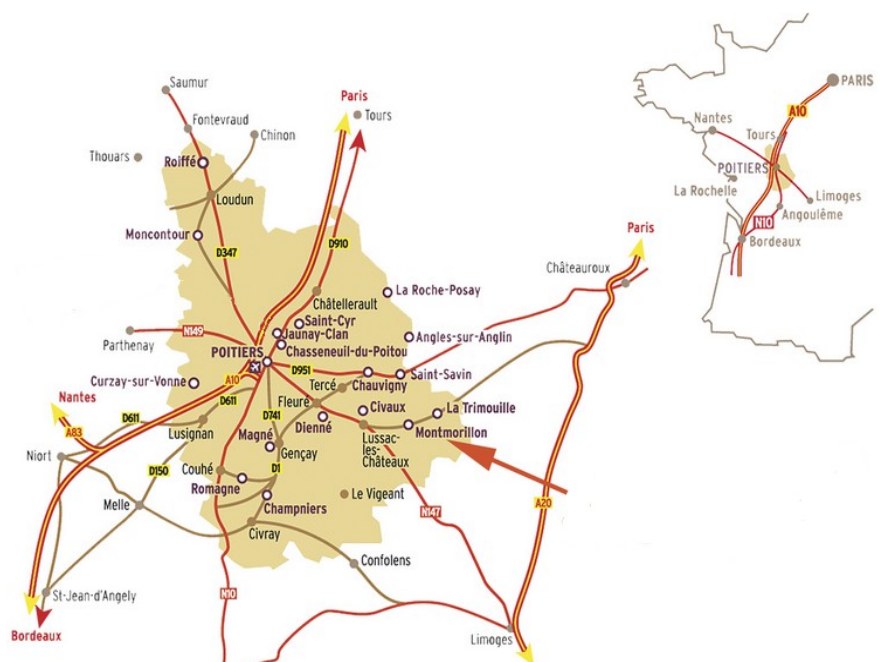 Saumur
Fontevraud
Chinon
Thouars
Roiffé
Loudun
Moncontour
D347
Paris
Tours
D910
Châtellerault
La Roche-Posay
Paris
Châteauroux
N149
Parthenay
Saint-Cyr
Jaunay-Clan
Chasseneuil-du-Poitou
Angles-sur-Anglin
POITIERS
D951
Saint-Savin
Chauvigny
Tercé
A10
Curzay-sur-Vonne
D611
Fleuré
Civaux
La Trimouille
Nantes
D611
A83
D741
Dienné
Montmorillon
Lusignan
Magné
Lussac-
les-
Châteaux
Gençay
Niort
D150
Couhé
D1
Romagne
Le Vigeant
Melle
Champniers
A20
N147
Civray
Confolens
St-Jean-d'Angely
N10
Bordeaux
Limoges
PARIS
A10
Nantes
Tours
POITIERS
La Rochelle
Limoges
Angoulême
N10
Bordeaux